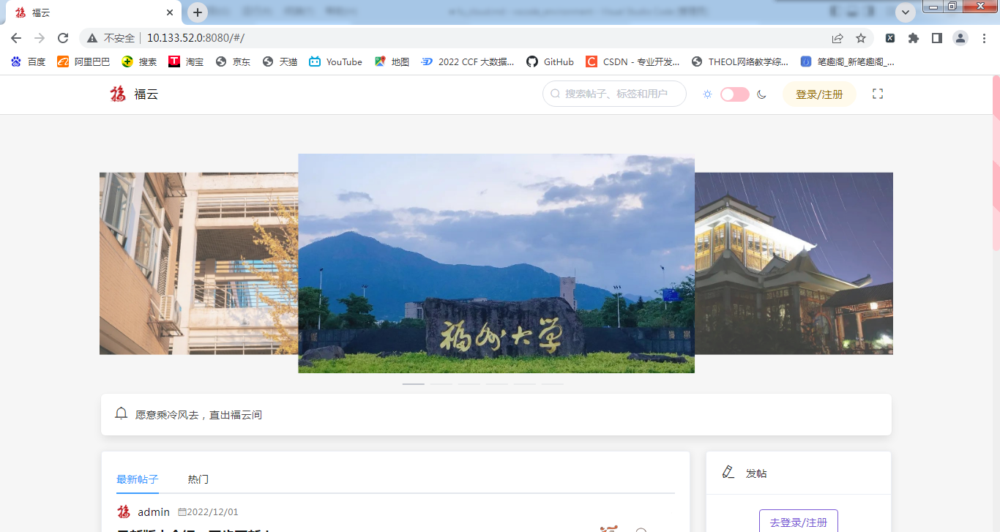 福云
不安全 10.133.52.0:8080/#/
百度 阿里巴巴 搜索 淘宝 京东 天猫 YouTube 地图 2022 CCF 大数据... GitHub CSDN - 专业开发... THEOL网络教学综... 笔趣阁_新笔趣阁_...
福云 搜索帖子、标签和用户 登录/注册
福州大学
愿意乘冷风去，直出福云间
最新帖子 热门
发帖
admin 2022/12/01
去登录/注册